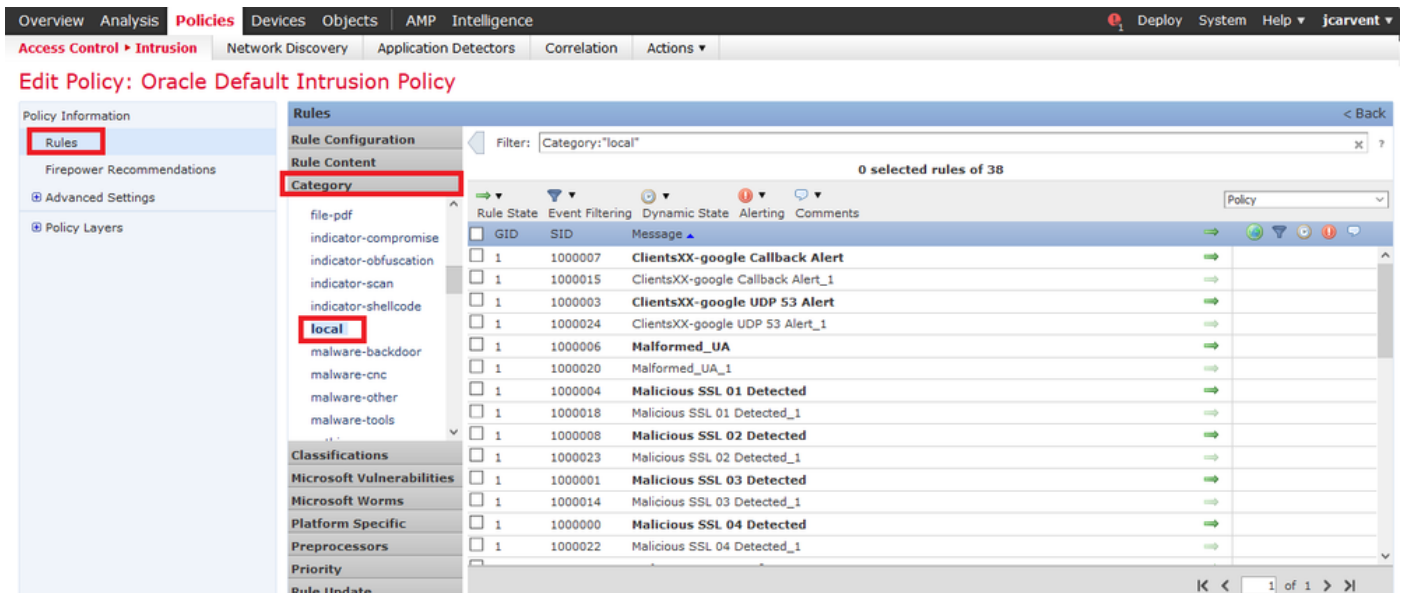 Overview Analysis Policies Devices Objects AMP Intelligence 1 Deploy System Help ▾ jcarvent ▾
Access Control ▸ Intrusion Network Discovery Application Detectors Correlation Actions ▾
Edit Policy: Oracle Default Intrusion Policy
Policy Information
Rules
Firepower Recommendations
Advanced Settings
Policy Layers
Rules < Back
Rule Configuration
Rule Content
Category
file-pdf
indicator-compromise
indicator-obfuscation
indicator-scan
indicator-shellcode
local
malware-backdoor
malware-cnc
malware-other
malware-tools
Classifications
Microsoft Vulnerabilities
Microsoft Worms
Platform Specific
Preprocessors
Priority
Rule Update
Filter: Category:"local" x ?
0 selected rules of 38
Rule State Event Filtering Dynamic State Alerting Comments
Policy
GID SID Message
1 1000007 ClientsXX-google Callback Alert
1 1000015 ClientsXX-google Callback Alert_1
1 1000003 ClientsXX-google UDP 53 Alert
1 1000024 ClientsXX-google UDP 53 Alert_1
1 1000006 Malformed_UA
1 1000020 Malformed_UA_1
1 1000004 Malicious SSL 01 Detected
1 1000018 Malicious SSL 01 Detected_1
1 1000008 Malicious SSL 02 Detected
1 1000023 Malicious SSL 02 Detected_1
1 1000001 Malicious SSL 03 Detected
1 1000014 Malicious SSL 03 Detected_1
1 1000000 Malicious SSL 04 Detected
1 1000022 Malicious SSL 04 Detected_1
1 of 1